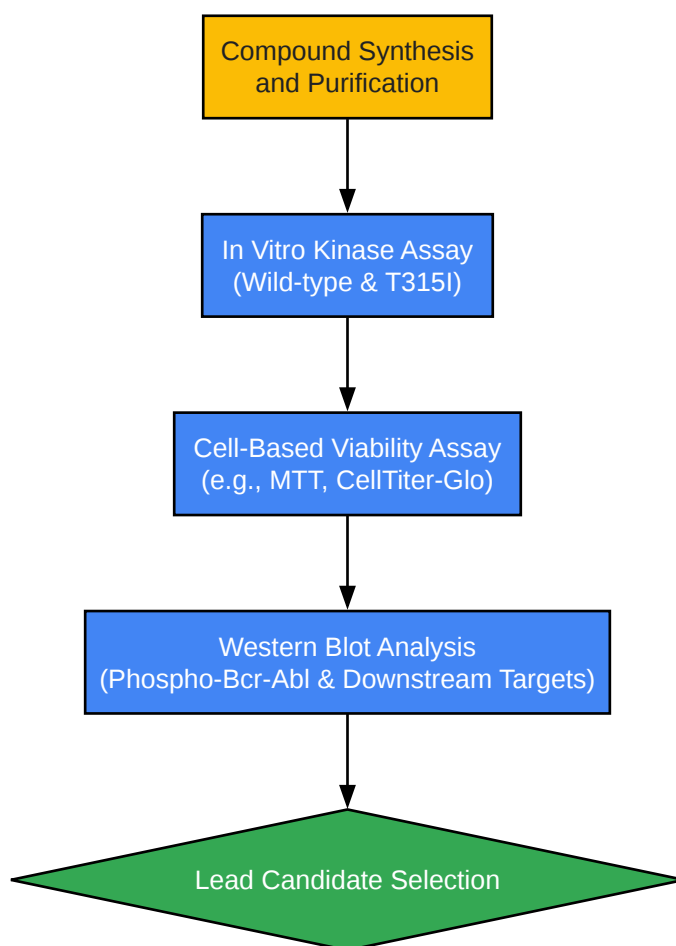 Compound Synthesis
and Purification
In Vitro Kinase Assay
(Wild-type & T315I)
Cell-Based Viability Assay
(e.g., MTT, CellTiter-Glo)
Western Blot Analysis
(Phospho-Bcr-Abl & Downstream Targets)
Lead Candidate Selection